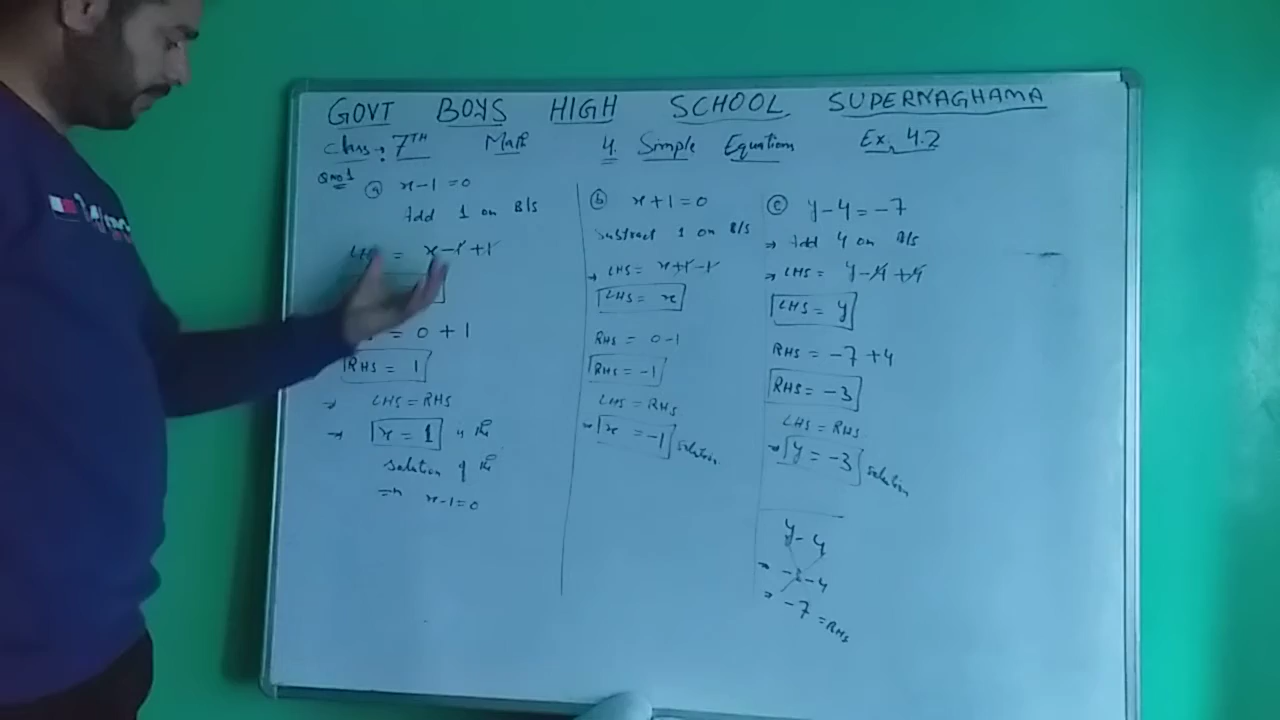 GOVT BOYS HIGH SCHOOL SUPERNAGHAMA
Class: 7TH Math 4. Simple Equation Ex. 4.2
Q no 1
(a) x-1=0
Add 1 on B/s
LHS = x-1+1
= 0+1
RHS = 1
→ LHS = RHS
→ x = 1 is the
solution of the
x-1=0
(b) x+1=0
Subtract 1 on B/s
→ LHS = x+1-1
LHS = x
RHS = 0-1
RHS = -1
LHS = RHS
⇒ x = -1 solution
(c) y-4=-7
⇒ Add 4 on B/s
⇒ LHS = y-4+4
LHS = y
RHS = -7+4
RHS = -3
LHS = RHS
⇒ y = -3 solution
y-4
⇒ -3-4
⇒ -7 = RHS